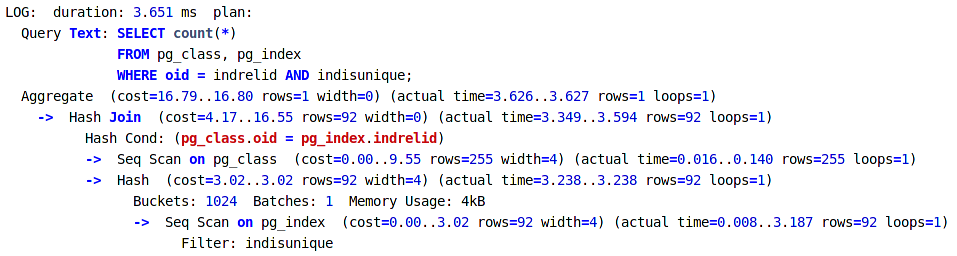 LOG:  duration: 3.651 ms  plan:
  Query Text: SELECT count(*)
              FROM pg_class, pg_index
              WHERE oid = indrelid AND indisunique;
  Aggregate  (cost=16.79..16.80 rows=1 width=0) (actual time=3.626..3.627 rows=1 loops=1)
    ->  Hash Join  (cost=4.17..16.55 rows=92 width=0) (actual time=3.349..3.594 rows=92 loops=1)
          Hash Cond: (pg_class.oid = pg_index.indrelid)
          ->  Seq Scan on pg_class  (cost=0.00..9.55 rows=255 width=4) (actual time=0.016..0.140 rows=255 loops=1)
          ->  Hash  (cost=3.02..3.02 rows=92 width=4) (actual time=3.238..3.238 rows=92 loops=1)
                Buckets: 1024  Batches: 1  Memory Usage: 4kB
                ->  Seq Scan on pg_index  (cost=0.00..3.02 rows=92 width=4) (actual time=0.008..3.187 rows=92 loops=1)
                      Filter: indisunique